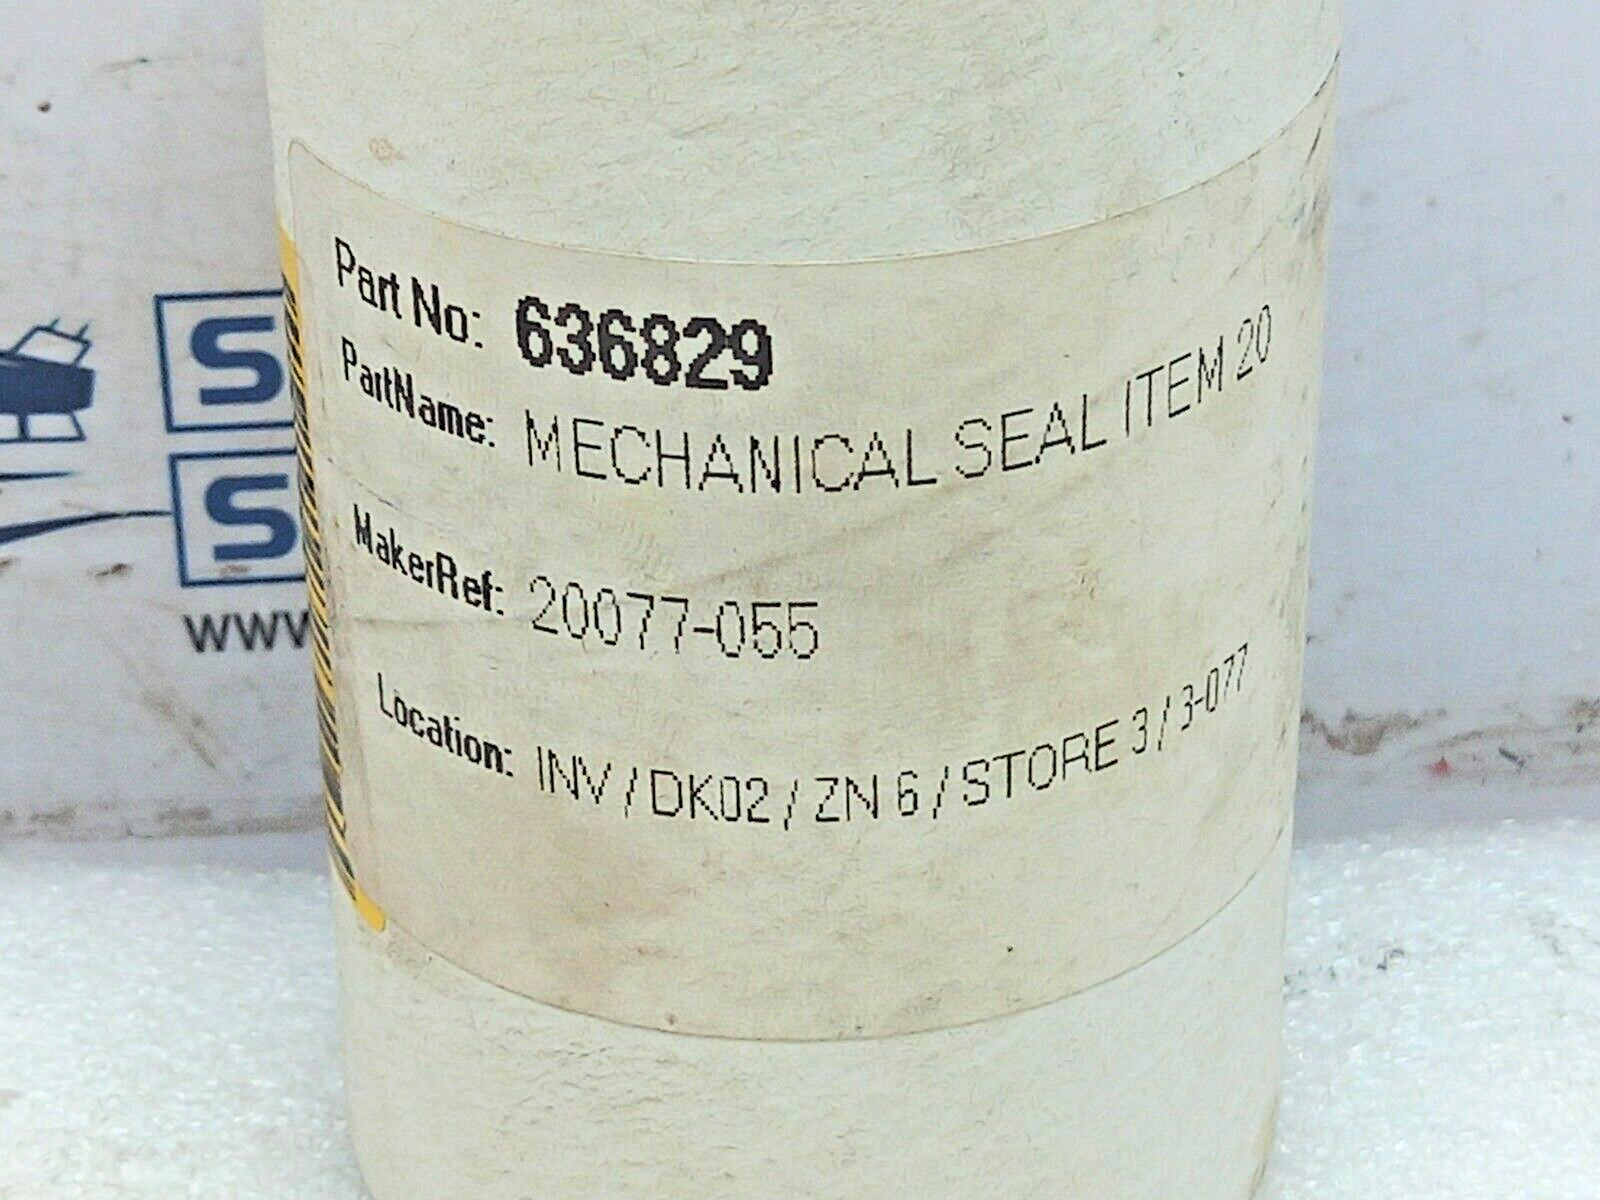 Part No: 636829
PartName: MECHANICAL SEAL ITEM 20
MakerRef: 20077-055
Location: INV / DK02 / ZN 6 / STORE 3 / 3-077
S
S
www.